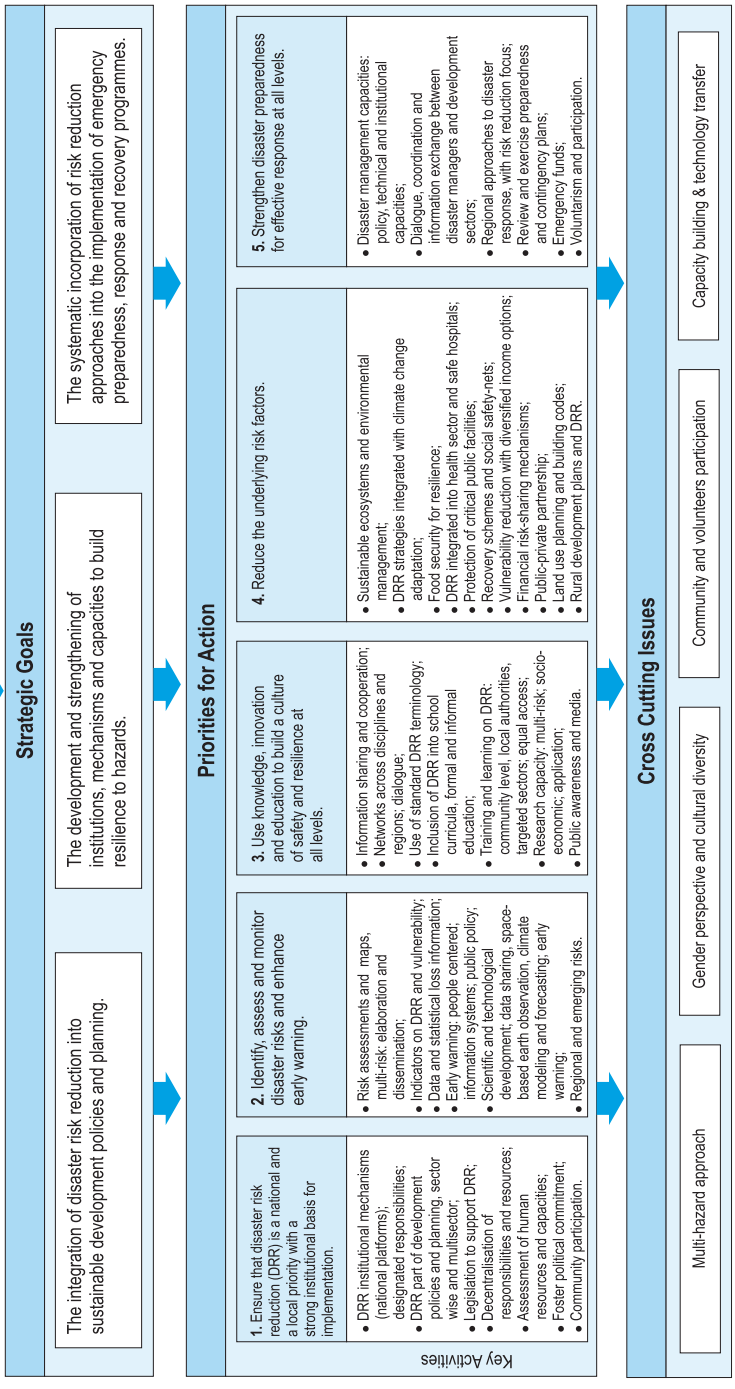 Strategic Goals
The integration of disaster risk reduction into
sustainable development policies and planning.
The development and strengthening of
institutions, mechanisms and capacities to build
resilience to hazards.
The systematic incorporation of risk reduction
approaches into the implementation of emergency
preparedness, response and recovery programmes.
Priorities for Action
1. Ensure that disaster risk
reduction (DRR) is a national and
a local priority with a
strong institutional basis for
implementation.
2. Identify, assess and monitor
disaster risks and enhance
early warning.
3. Use knowledge, innovation
and education to build a culture
of safety and resilience at
all levels.
4. Reduce the underlying risk factors.
5. Strengthen disaster preparedness
for effective response at all levels.
Key Activities
• DRR institutional mechanisms
(national platforms);
designated responsibilities;
• DRR part of development
policies and planning, sector
wise and multisector;
• Legislation to support DRR;
• Decentralisation of
responsibilities and resources;
• Assessment of human
resources and capacities;
• Foster political commitment;
• Community participation.
• Risk assessments and maps,
multi-risk: elaboration and
dissemination;
• Indicators on DRR and vulnerability;
• Data and statistical loss information;
• Early warning: people centered;
information systems; public policy;
• Scientific and technological
development; data sharing, space-
based earth observation, climate
modeling and forecasting; early
warning;
• Regional and emerging risks.
• Information sharing and cooperation;
• Networks across disciplines and
regions; dialogue;
• Use of standard DRR terminology;
• Inclusion of DRR into school
curricula, formal and informal
education;
• Training and learning on DRR:
community level, local authorities,
targeted sectors; equal access;
• Research capacity: multi-risk; socio-
economic; application;
• Public awareness and media.
• Sustainable ecosystems and environmental
management;
• DRR strategies integrated with climate change
adaptation;
• Food security for resilience;
• DRR integrated into health sector and safe hospitals;
• Protection of critical public facilities;
• Recovery schemes and social safety-nets;
• Vulnerability reduction with diversified income options;
• Financial risk-sharing mechanisms;
• Public-private partnership;
• Land use planning and building codes;
• Rural development plans and DRR.
• Disaster management capacities:
policy, technical and institutional
capacities;
• Dialogue, coordination and
information exchange between
disaster managers and development
sectors;
• Regional approaches to disaster
response, with risk reduction focus;
• Review and exercise preparedness
and contingency plans;
• Emergency funds;
• Voluntarism and participation.
Cross Cutting Issues
Multi-hazard approach
Gender perspective and cultural diversity
Community and volunteers participation
Capacity building & technology transfer